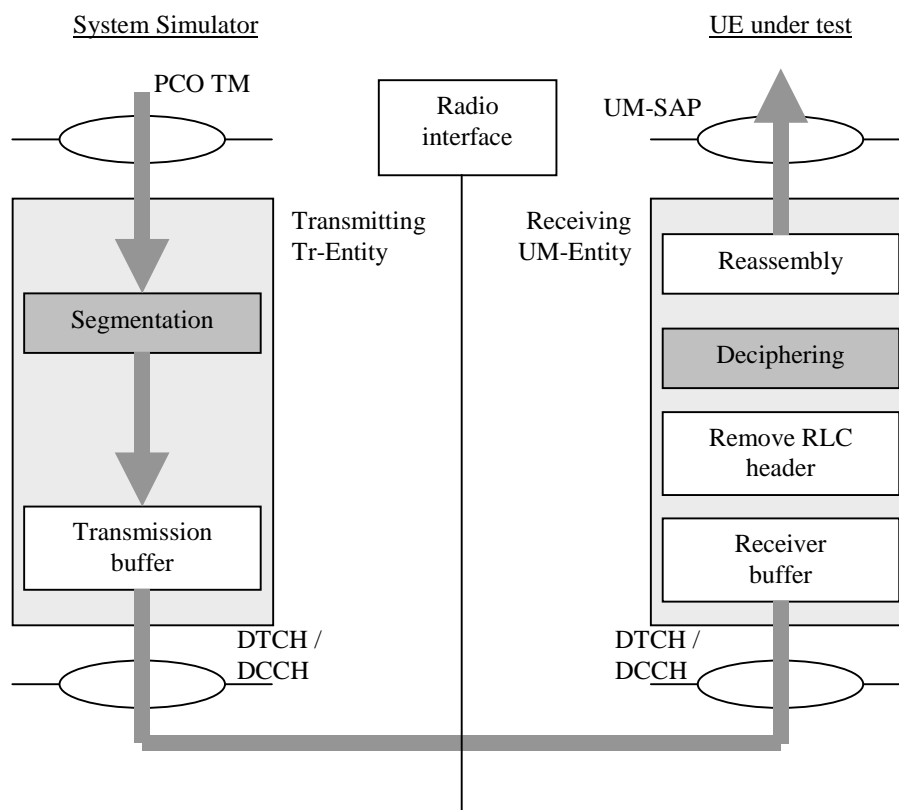 System Simulator
UE under test
PCO TM
Radio
interface
UM-SAP
Transmitting
Tr-Entity
Receiving
UM-Entity
Reassembly
Segmentation
Deciphering
Remove RLC
header
Transmission
buffer
Receiver
buffer
DTCH /
DCCH
DTCH /
DCCH